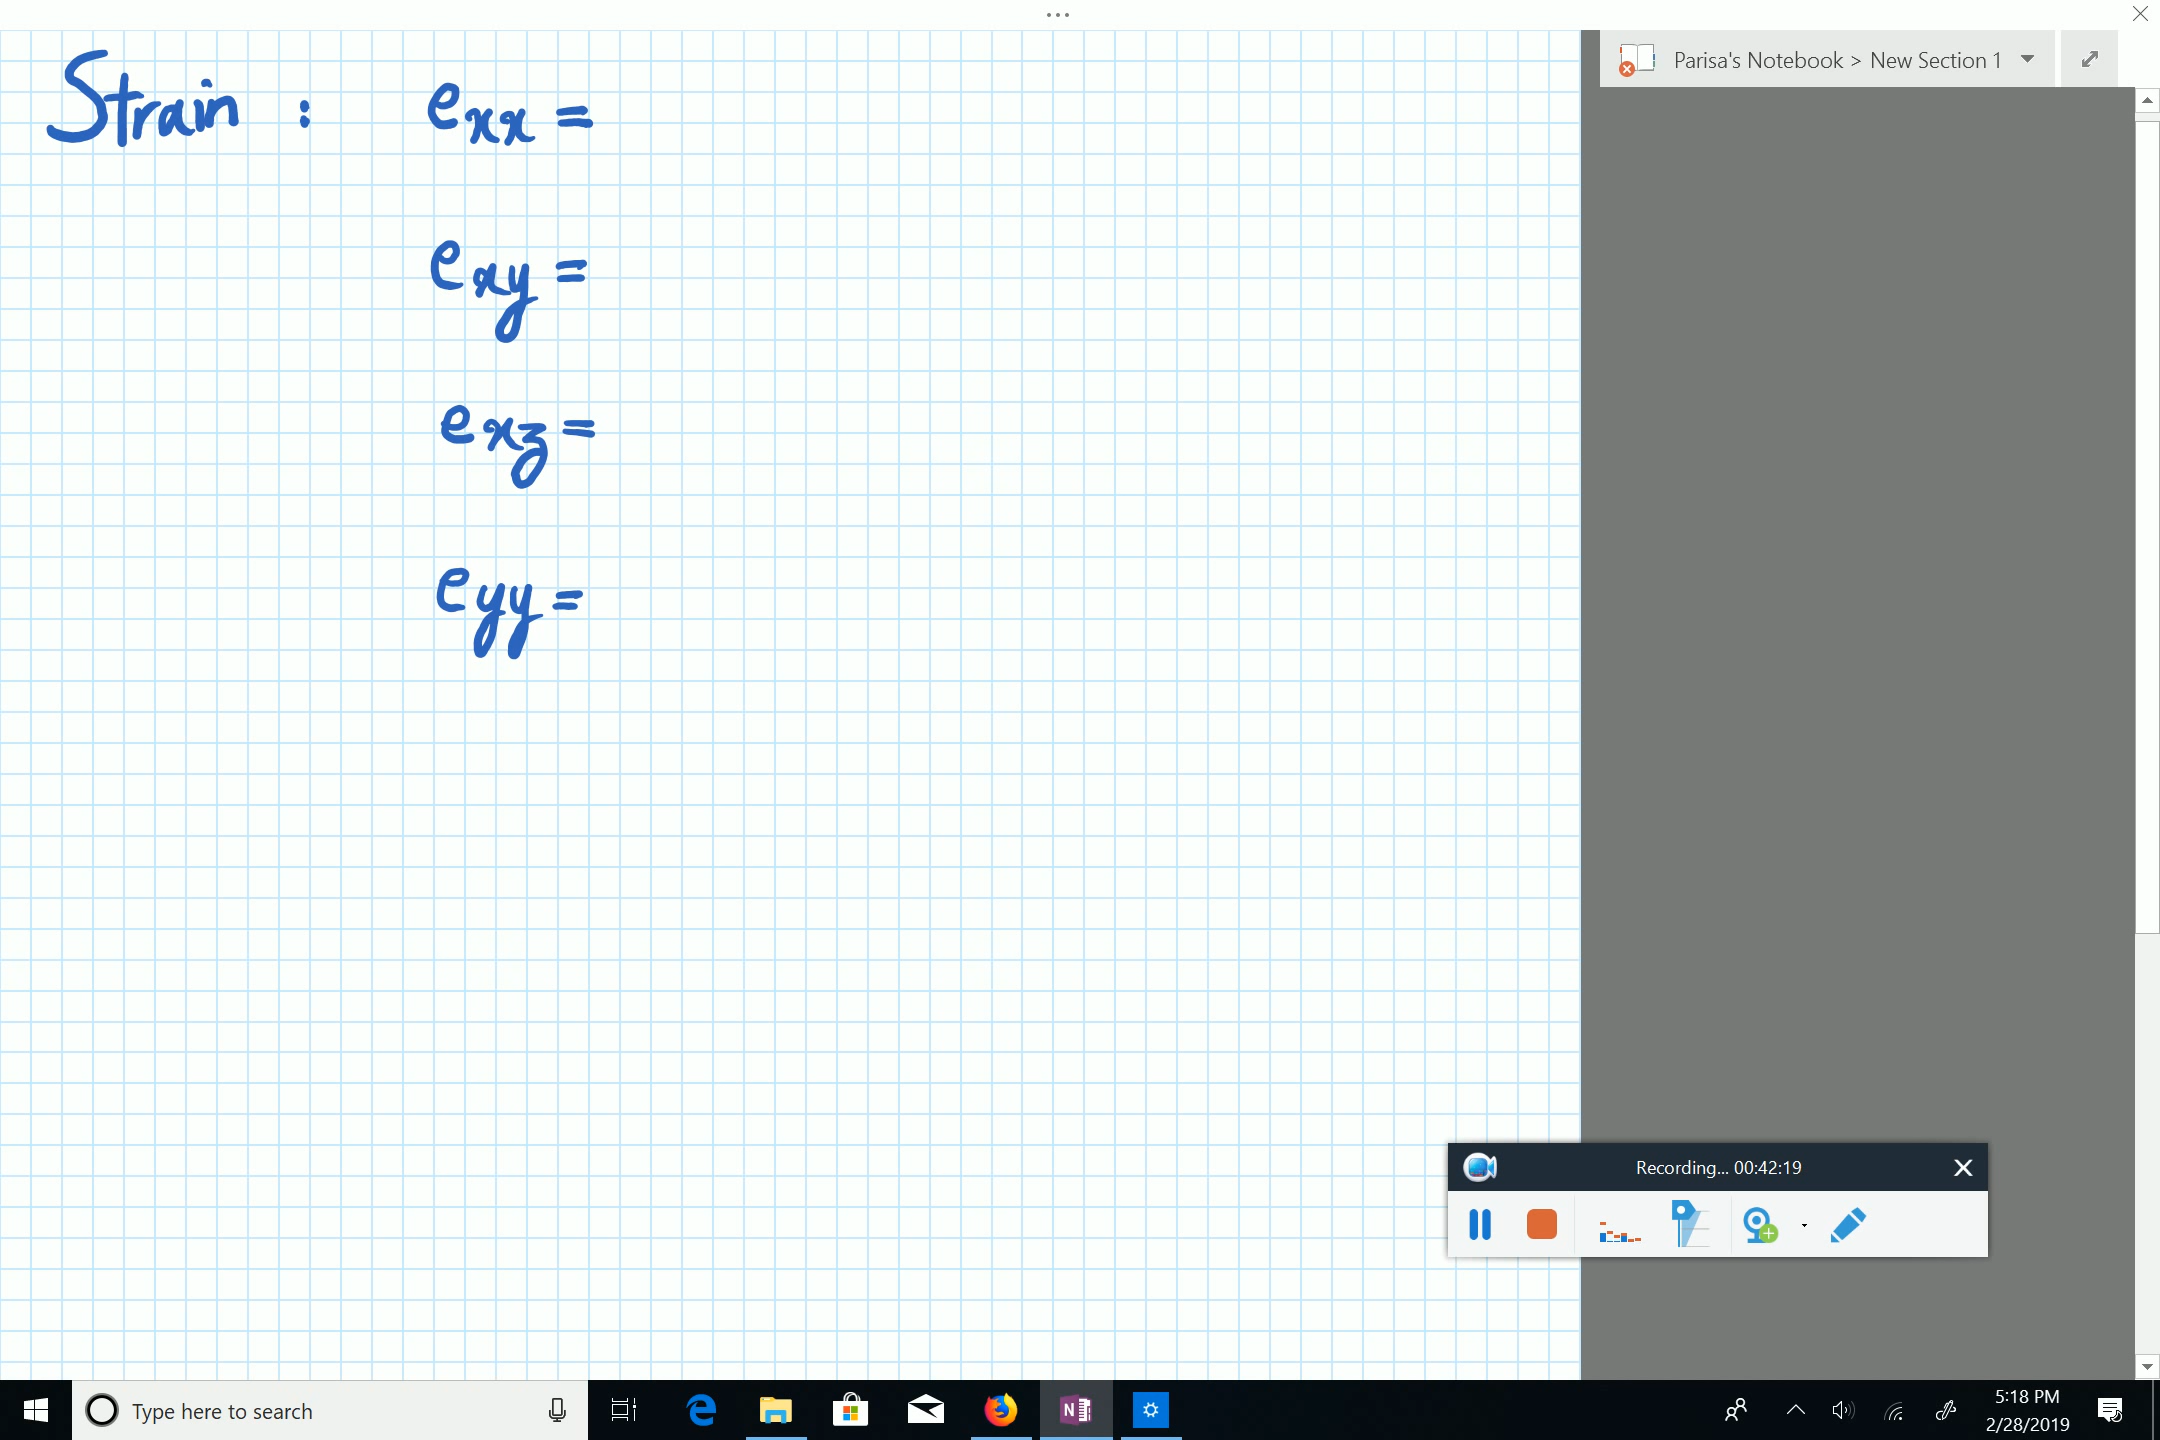 Parisa's Notebook > New Section 1
Strain : exx =
exy =
exz =
eyy =
Recording... 00:42:19
Type here to search
5:18 PM
2/28/2019